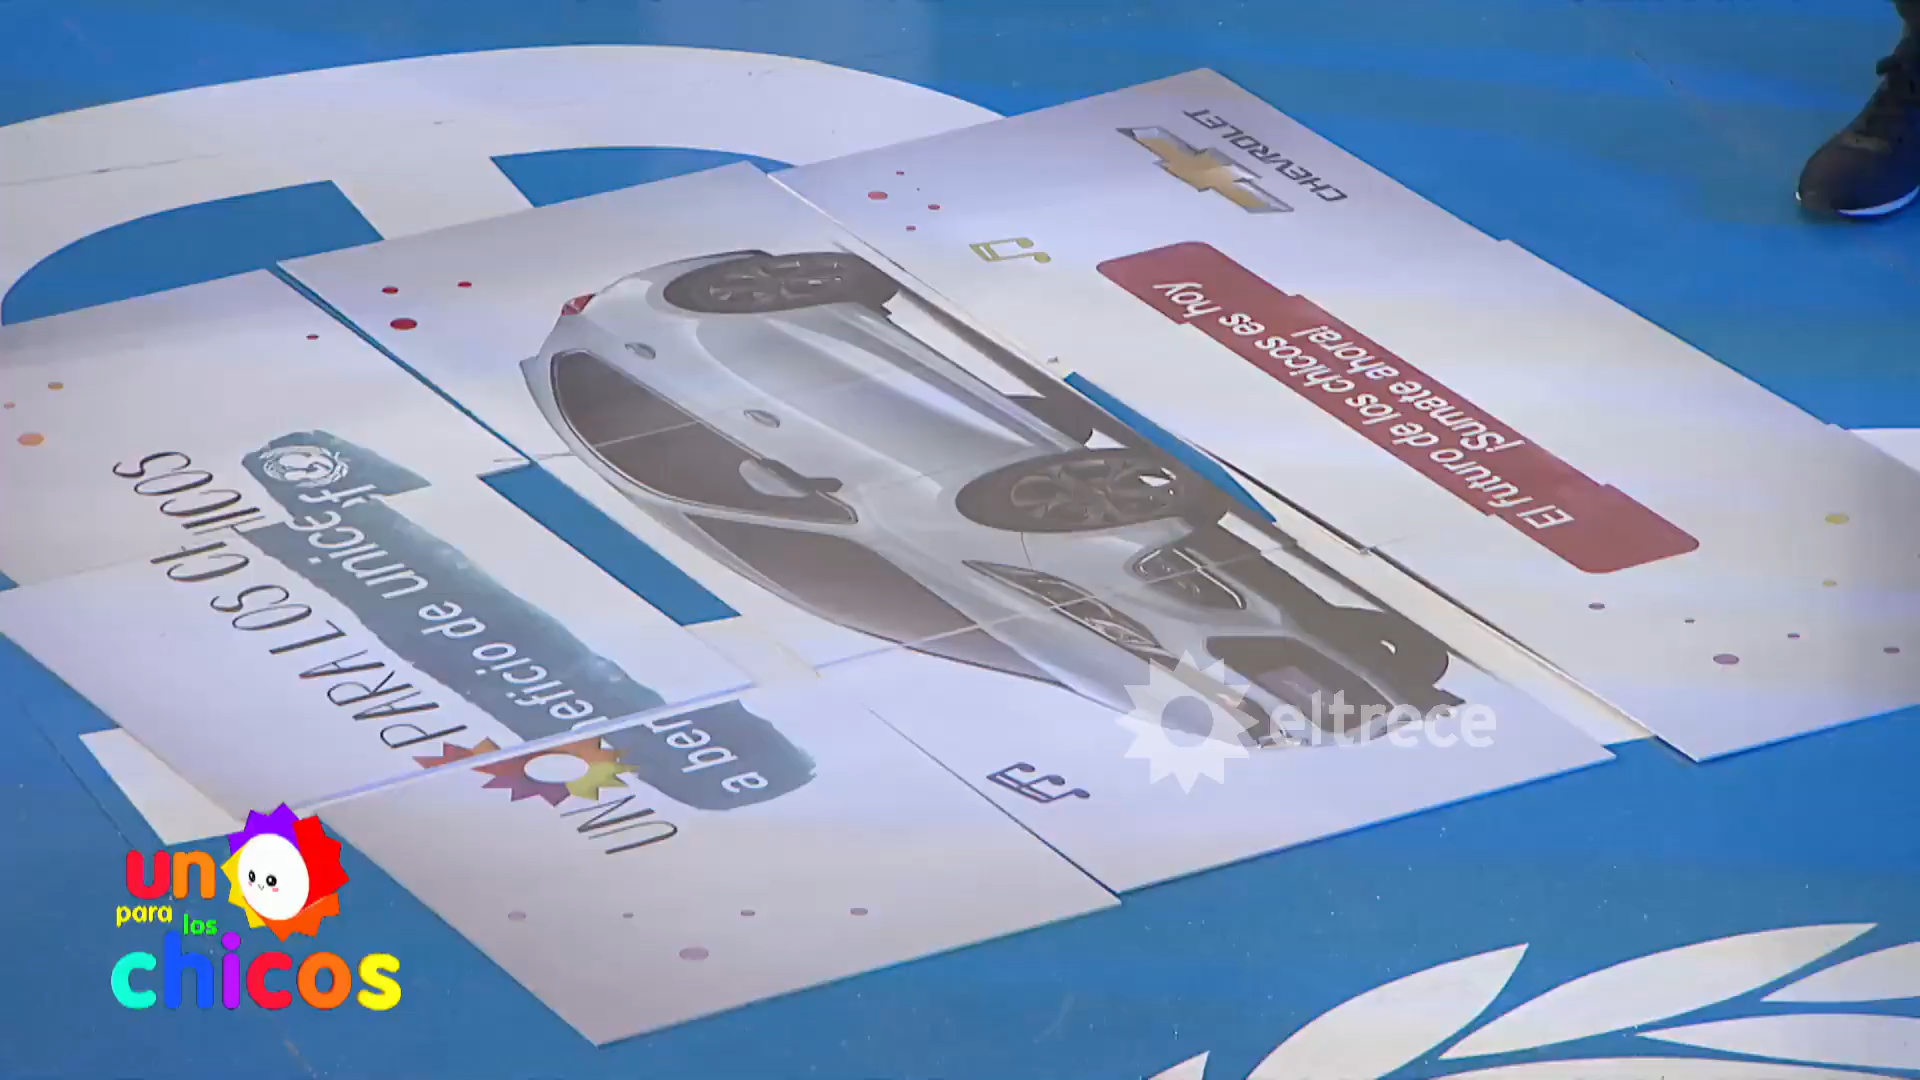 CHEVROLET
El futuro de los chicos es hoy
¡Sumate ahora!
UN PARA LOS CHICOS
a beneficio de unicef
eltrece
un
para los
chicos